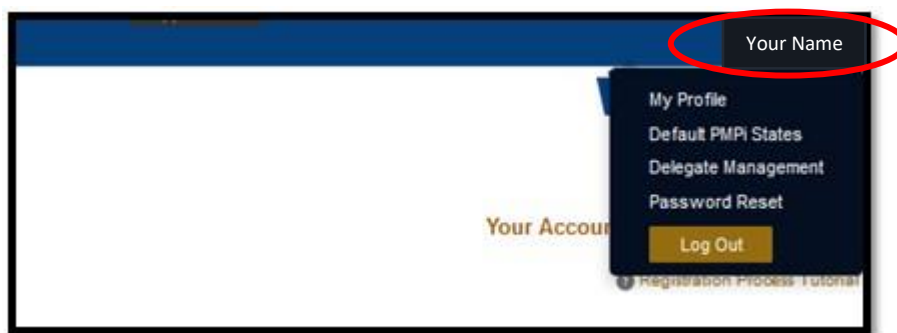 Your Name
My Profile
Default PMPi States
Delegate Management
Password Reset
Your Accou
Log Out
Registration Process Tutorial